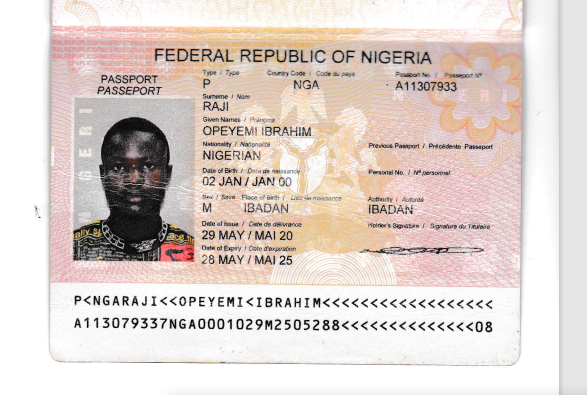 FEDERAL REPUBLIC OF NIGERIA
PASSPORT
PASSEPORT
Type / Type
Country Code / Code du pays
Passport No. / Passeport Nº
P
NGA
A11307933
Surname / Nom
RAJI
Given Names / Prénoms
OPEYEMI IBRAHIM
Nationality / Nationalité
NIGERIAN
Previous Passport / Précédente Passeport
Date of Birth / Date de naissance
02 JAN / JAN 00
Personal No. / Nº personnel
Sex / Sexe
Place of Birth / Lieu de naissance
M
IBADAN
Authority / Autorité
IBADAN
Date of Issue / Date de délivrance
29 MAY / MAI 20
Holder's Signature / Signature du Titulaire
Date of Expiry / Date d'expiration
28 MAY / MAI 25
P<NGARAJI<<OPEYEMI<IBRAHIM<<<<<<<<<<<<<<<<<<
A113079337NGA0001029M2505288<<<<<<<<<<<<<<08